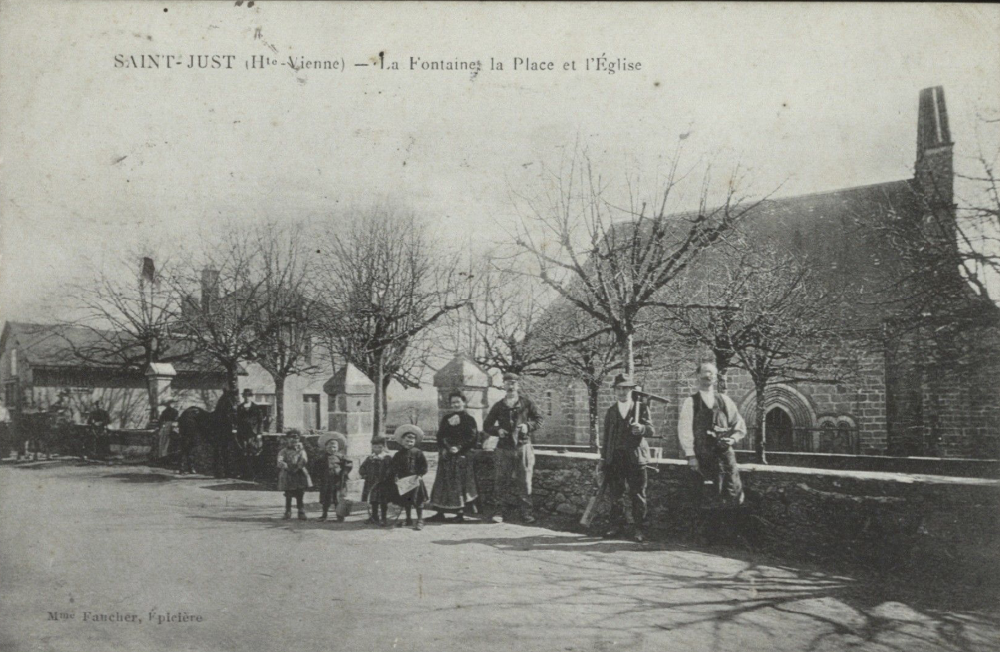 SAINT-JUST (Hte-Vienne) — La Fontaine, la Place et l'Église
Mme Faucher, Épicière